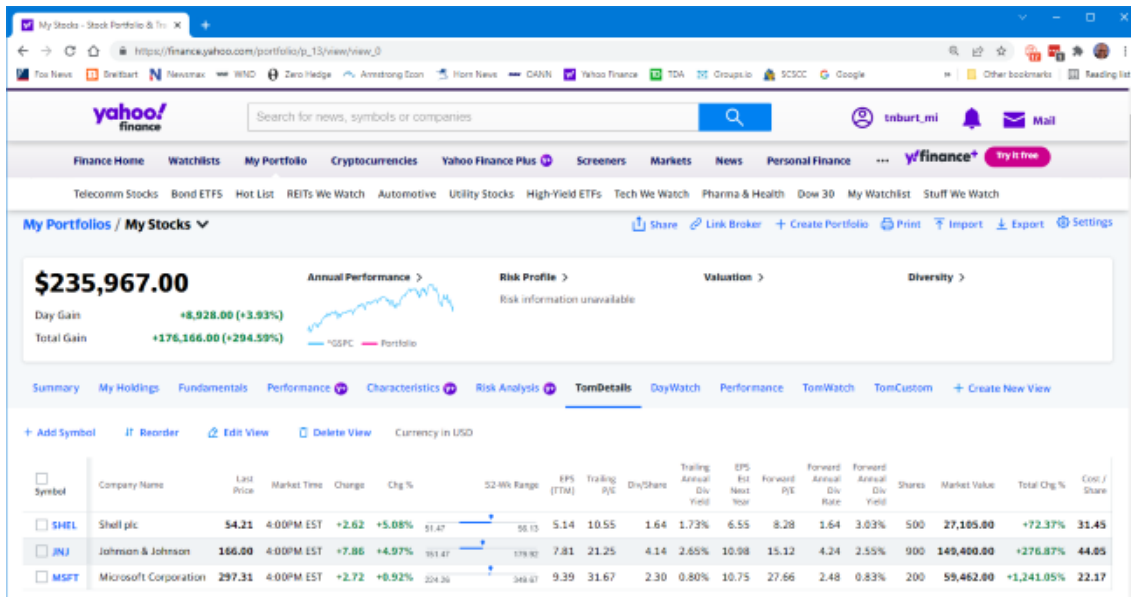 My Stocks - Stock Portfolio & Tra
https://finance.yahoo.com/portfolio/p_13/view/view_0
Fox News Breitbart Newsmax WND Zero Hedge Armstrong Econ Horn News OANN Yahoo Finance TDA Groups.io SCSCC Google » Other bookmarks Reading list
yahoo!
finance
Search for news, symbols or companies
tnburt_mi Mail
Finance Home Watchlists My Portfolio Cryptocurrencies Yahoo Finance Plus Y+ Screeners Markets News Personal Finance ... y!finance+ Try it free
Telecomm Stocks Bond ETFS Hot List REITs We Watch Automotive Utility Stocks High-Yield ETFs Tech We Watch Pharma & Health Dow 30 My Watchlist Stuff We Watch
My Portfolios / My Stocks Share Link Broker + Create Portfolio Print Import Export Settings
$235,967.00 Annual Performance > Risk Profile > Valuation > Diversity >
Risk information unavailable
Day Gain +8,928.00 (+3.93%)
Total Gain +176,166.00 (+294.59%)
^GSPC Portfolio
Summary My Holdings Fundamentals Performance Y+ Characteristics Y+ Risk Analysis Y+ TomDetails DayWatch Performance TomWatch TomCustom + Create New View
+ Add Symbol Reorder Edit View Delete View Currency in USD
Symbol Company Name Last Price Market Time Change Chg % 52-Wk Range EPS (TTM) Trailing P/E Div/Share Trailing Annual Div Yield EPS Est Next Year Forward P/E Forward Annual Div Rate Forward Annual Div Yield Shares Market Value Total Chg % Cost / Share
SHEL Shell plc 54.21 4:00PM EST +2.62 +5.08% 51.47 56.13 5.14 10.55 1.64 1.73% 6.55 8.28 1.64 3.03% 500 27,105.00 +72.37% 31.45
JNJ Johnson & Johnson 166.00 4:00PM EST +7.86 +4.97% 151.47 179.92 7.81 21.25 4.14 2.65% 10.98 15.12 4.24 2.55% 900 149,400.00 +276.87% 44.05
MSFT Microsoft Corporation 297.31 4:00PM EST +2.72 +0.92% 224.26 349.67 9.39 31.67 2.30 0.80% 10.75 27.66 2.48 0.83% 200 59,462.00 +1,241.05% 22.17